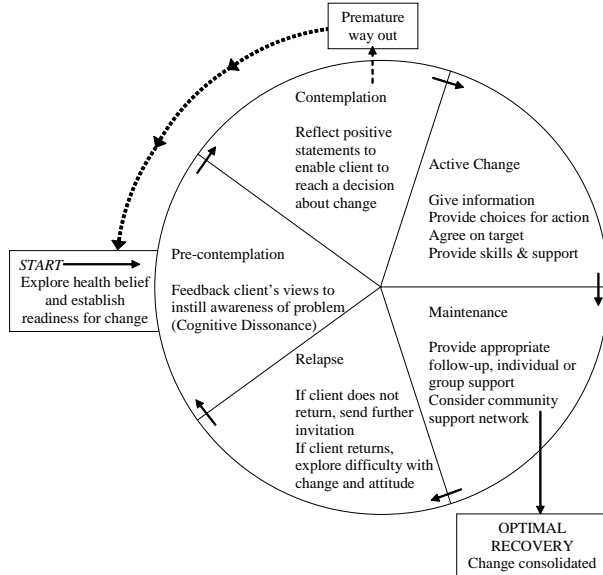 Premature
way out
Contemplation
Reflect positive
statements to
enable client to
reach a decision
about change
Active Change
Give information
Provide choices for action
Agree on target
Provide skills & support
START
Explore health belief
and establish
readiness for change
Pre-contemplation
Feedback client's views to
instill awareness of problem
(Cognitive Dissonance)
Maintenance
Provide appropriate
follow-up, individual or
group support
Consider community
support network
Relapse
If client does not
return, send further
invitation
If client returns,
explore difficulty with
change and attitude
OPTIMAL
RECOVERY
Change consolidated